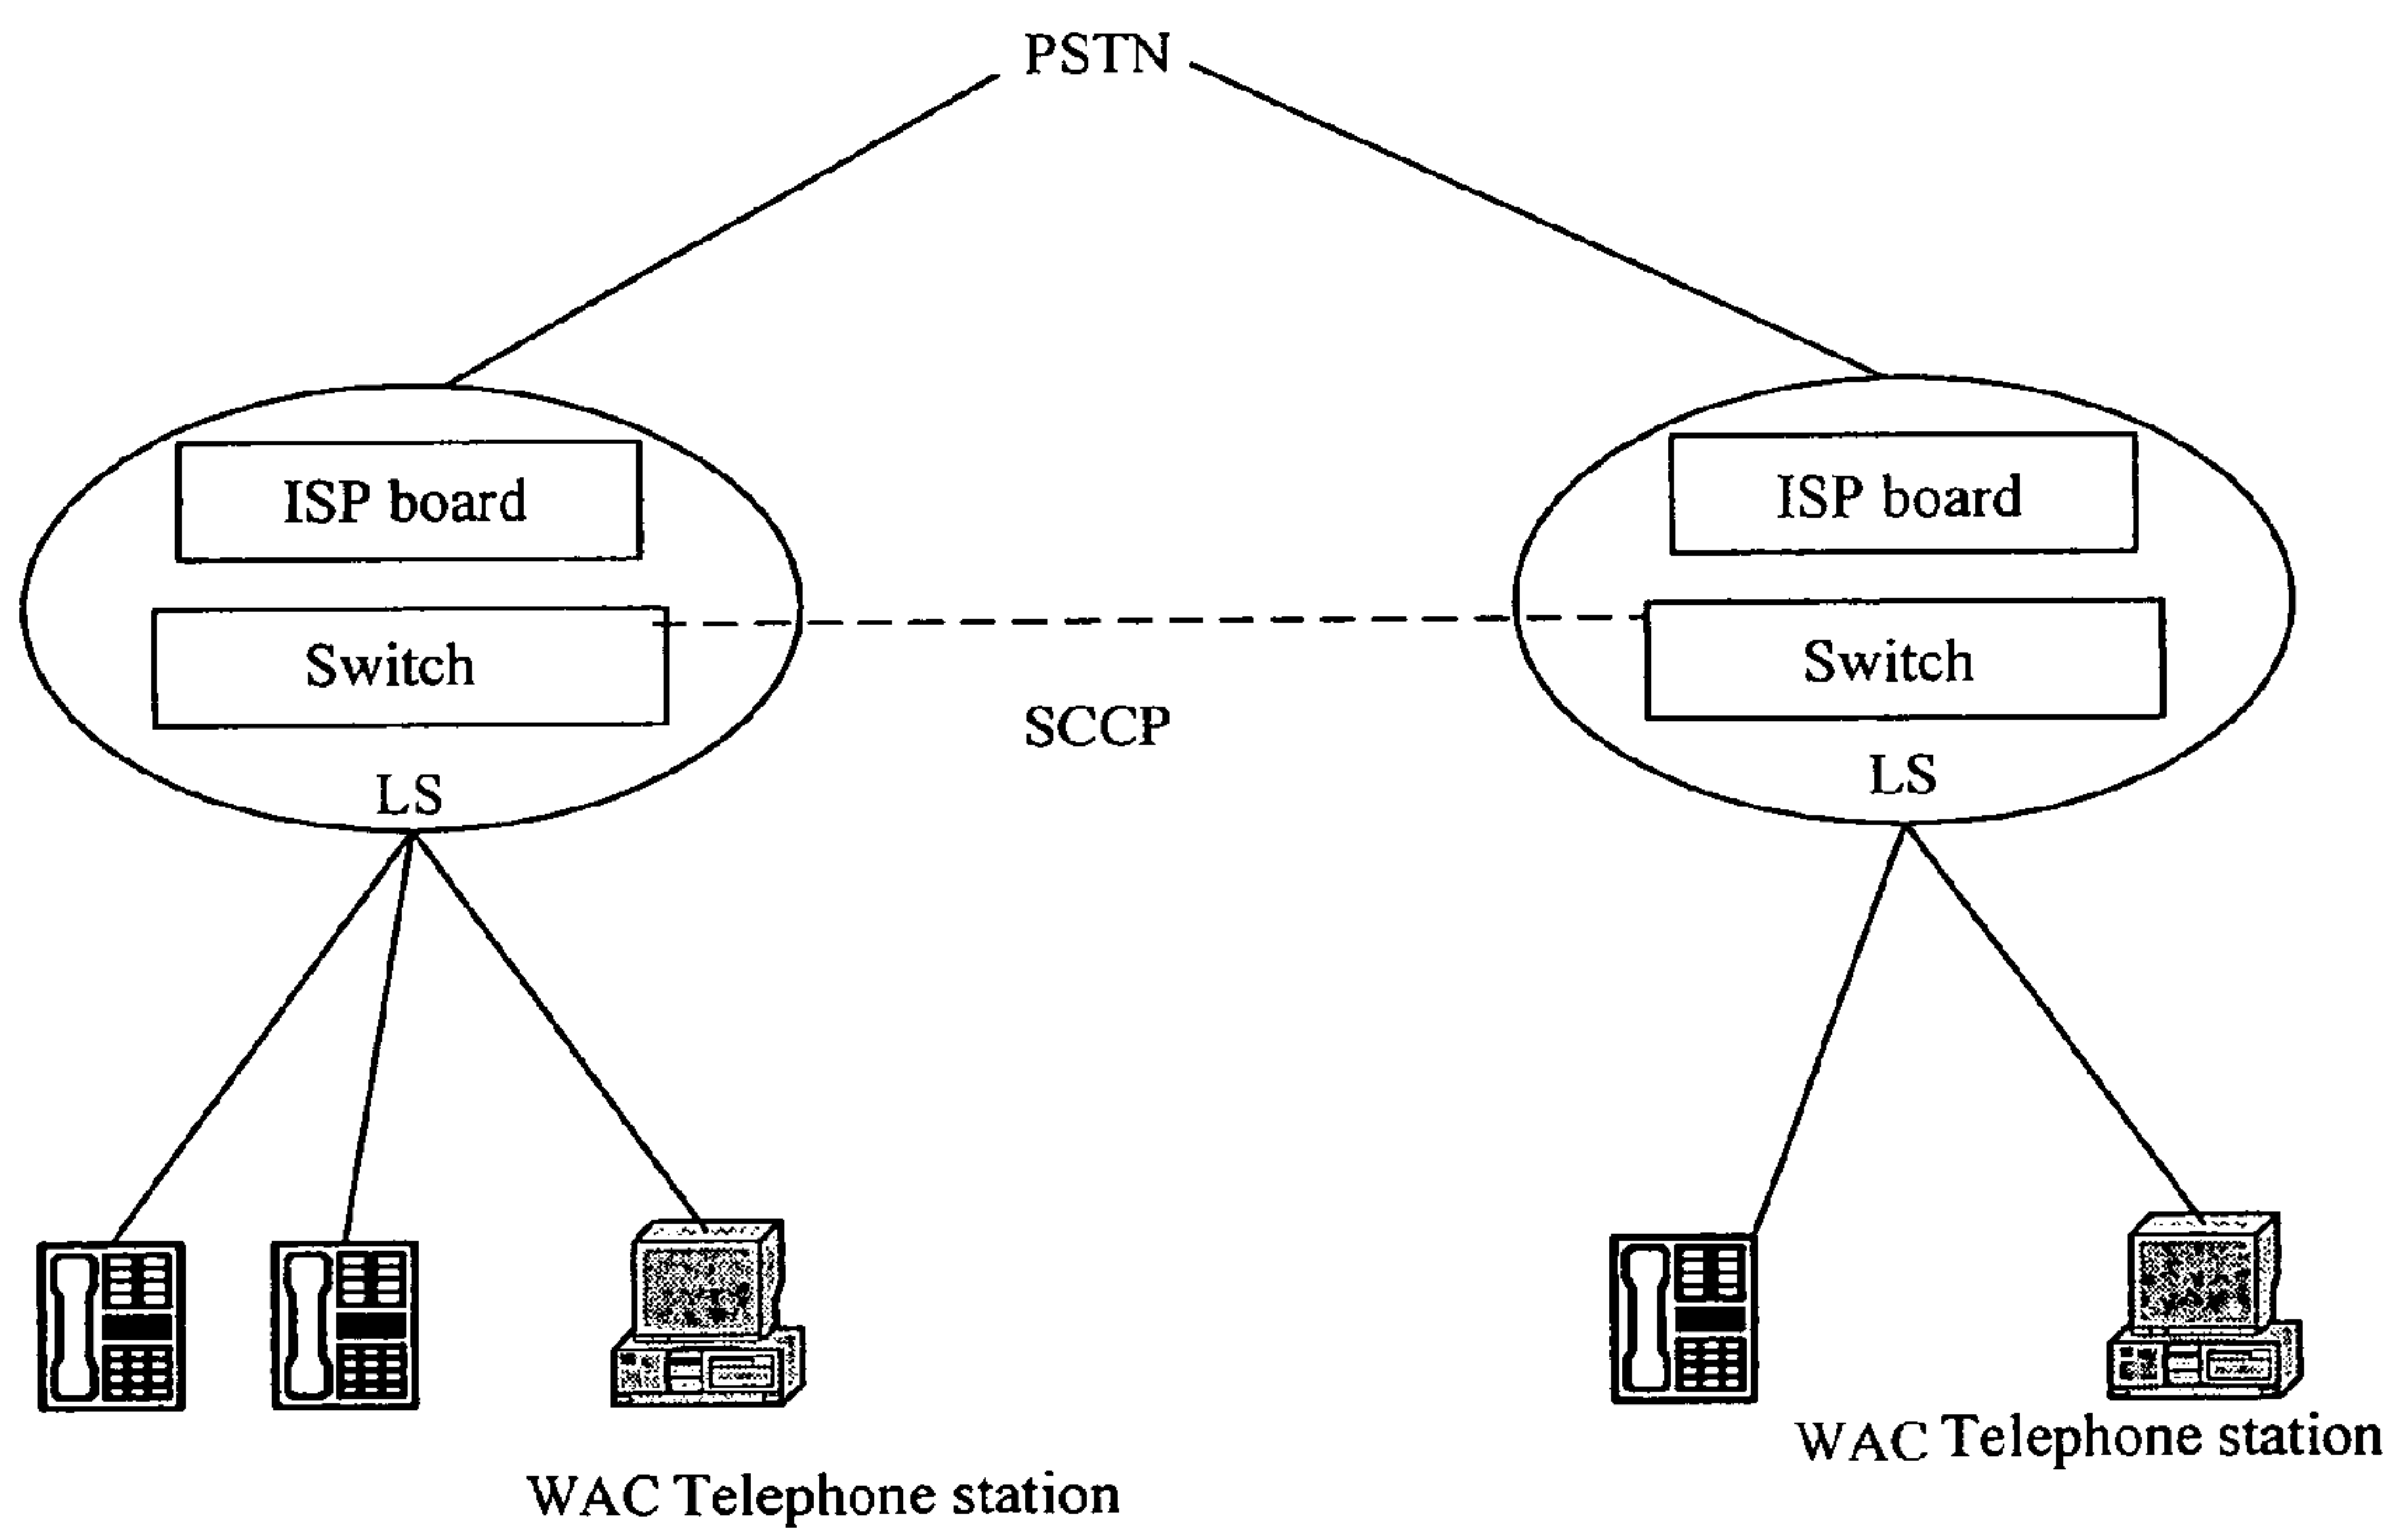 PSTN
ISP board
Switch
LS
SCCP
ISP board
Switch
LS
WAC Telephone station
WAC Telephone station